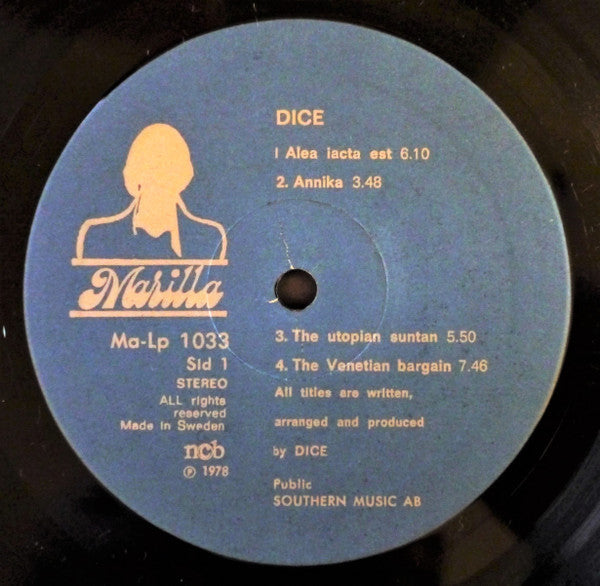 DICE
I Alea iacta est 6.10
2. Annika 3.48
Marilla
Ma-Lp 1033
Sid 1
STEREO
ALL rights
reserved
Made in Sweden
ncb
℗ 1978
3. The utopian suntan 5.50
4. The Venetian bargain 7.46
All titles are written,
arranged and produced
by DICE
Public
SOUTHERN MUSIC AB